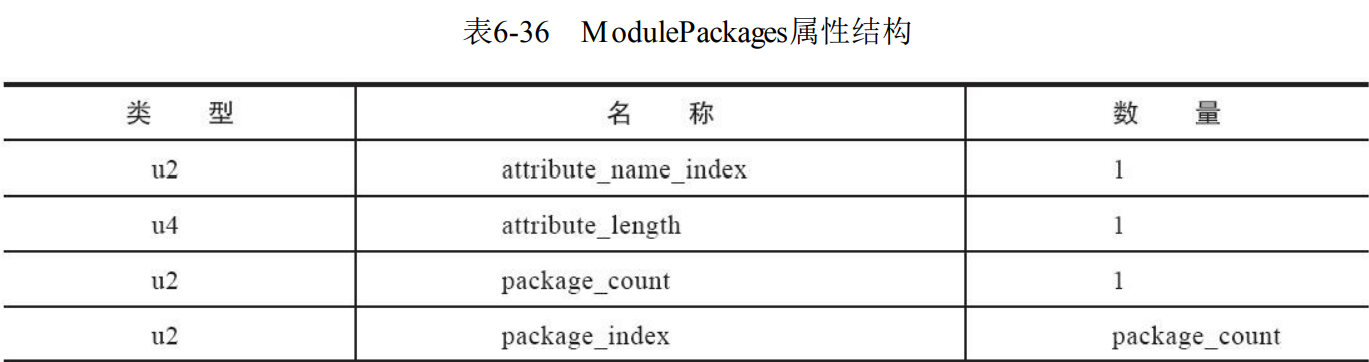 表6-36 ModulePackages属性结构
类 型 名 称 数 量
u2 attribute_name_index 1
u4 attribute_length 1
u2 package_count 1
u2 package_index package_count